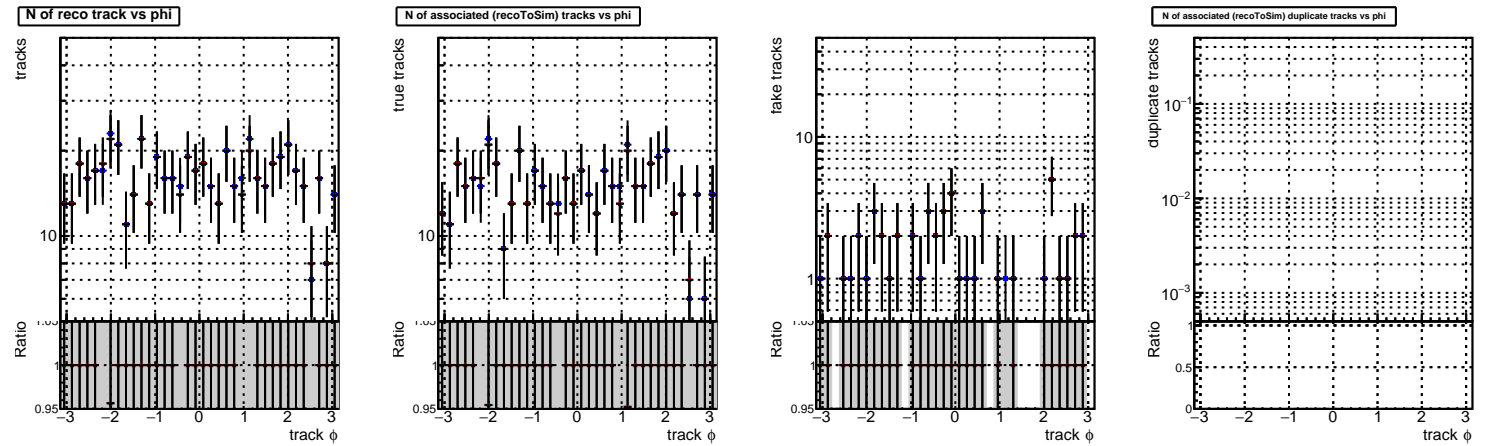 N of reco track vs phi
tracks
10
Ratio
1
0.95
−3 −2 −1 0 1 2 3
track ϕ
N of associated (recoToSim) tracks vs phi
true tracks
10
Ratio
1
0.95
−3 −2 −1 0 1 2 3
track ϕ
fake tracks
10
1
Ratio
1
0.95
−3 −2 −1 0 1 2 3
track ϕ
N of associated (recoToSim) duplicate tracks vs phi
duplicate tracks
10⁻¹
10⁻²
10⁻³
Ratio
1
0.5
0
−3 −2 −1 0 1 2 3
track ϕ